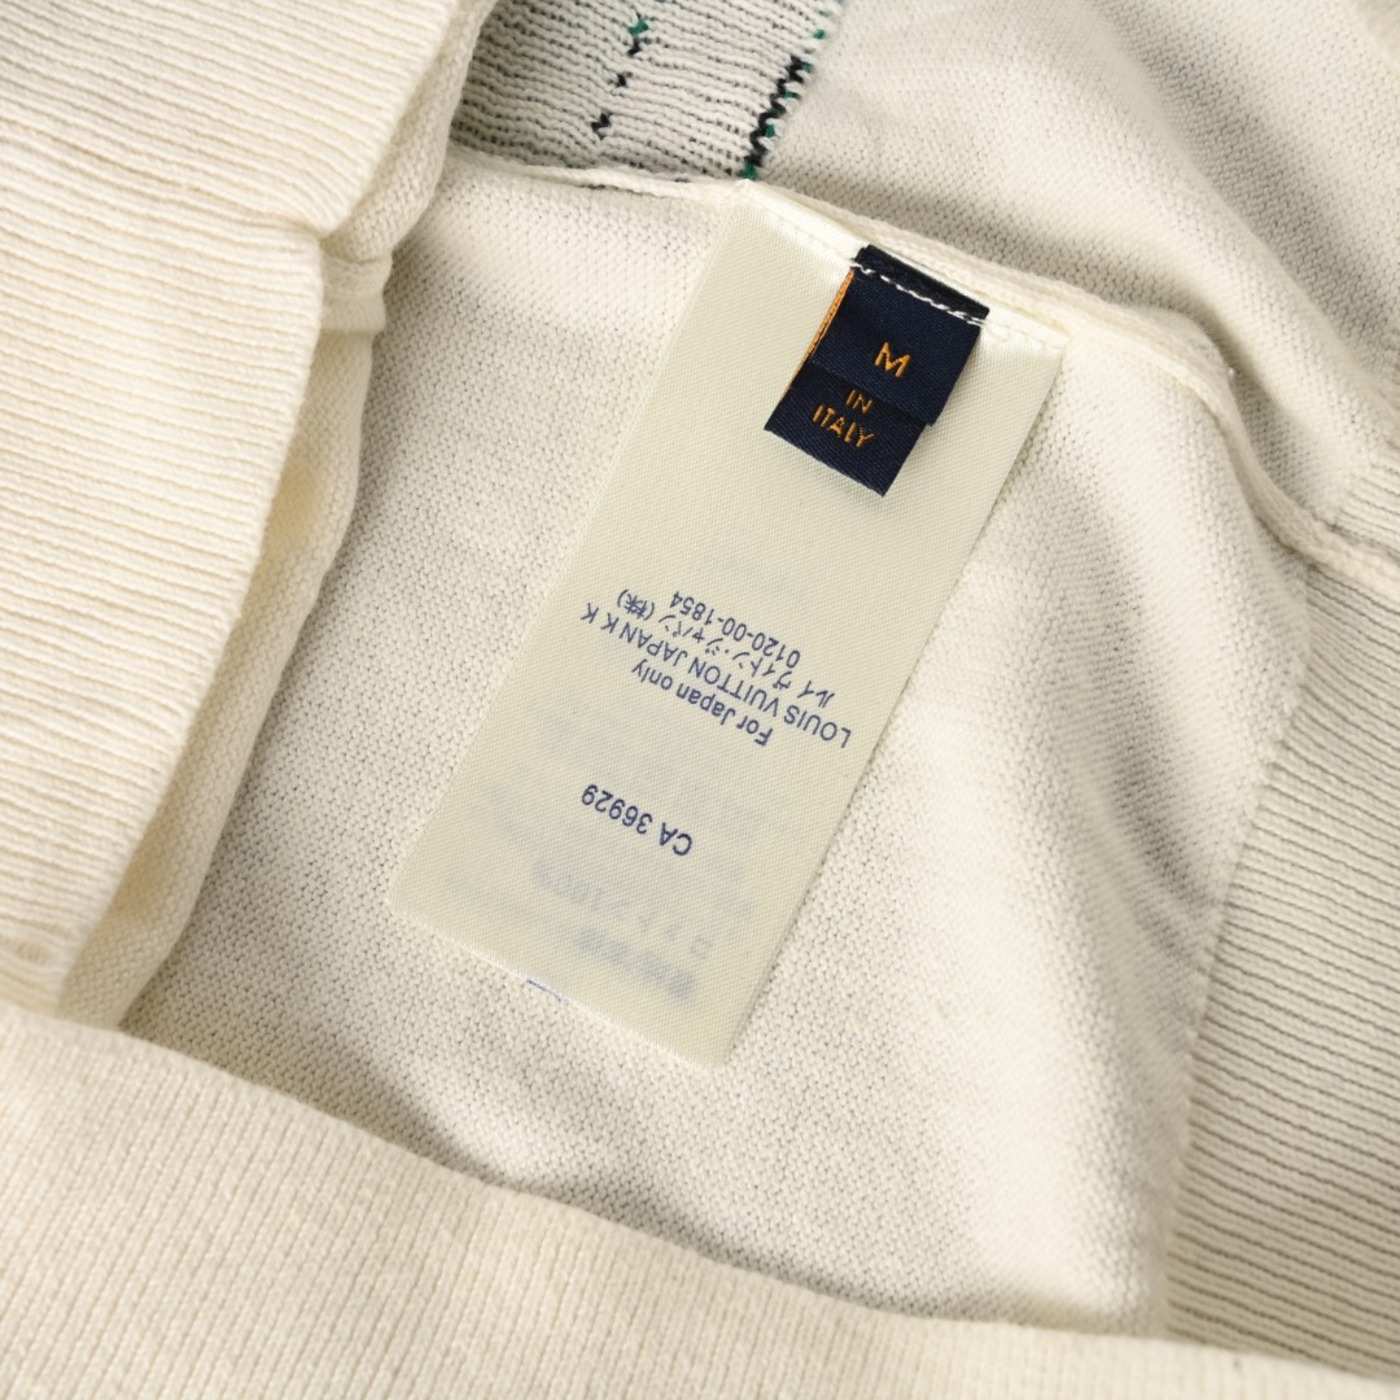 M
IN
ITALY
CA 36929
For Japan only
LOUIS VUITTON JAPAN K K
ルイ ヴィトン・ジャパン (株)
0120-00-1854